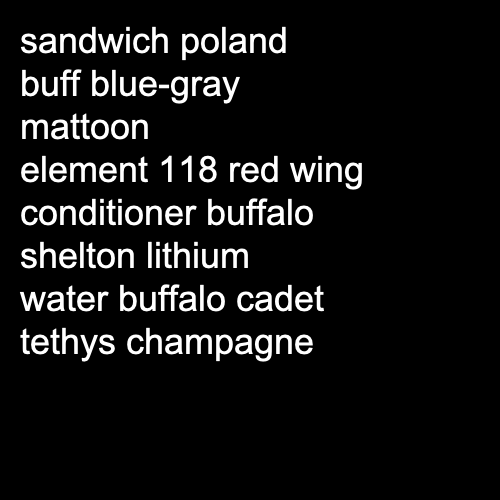 sandwich poland
buff blue-gray
mattoon
element 118 red wing
conditioner buffalo
shelton lithium
water buffalo cadet
tethys champagne